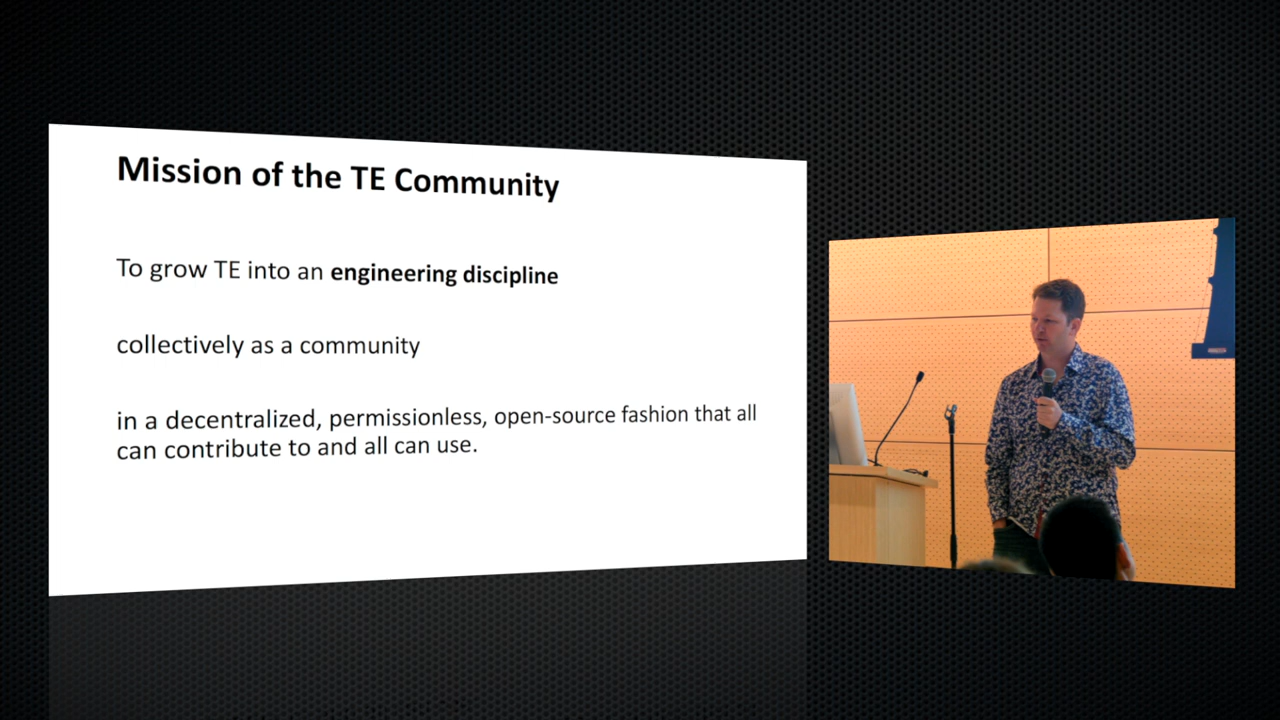 Mission of the TE Community
To grow TE into an engineering discipline
collectively as a community
in a decentralized, permissionless, open-source fashion that all
can contribute to and all can use.